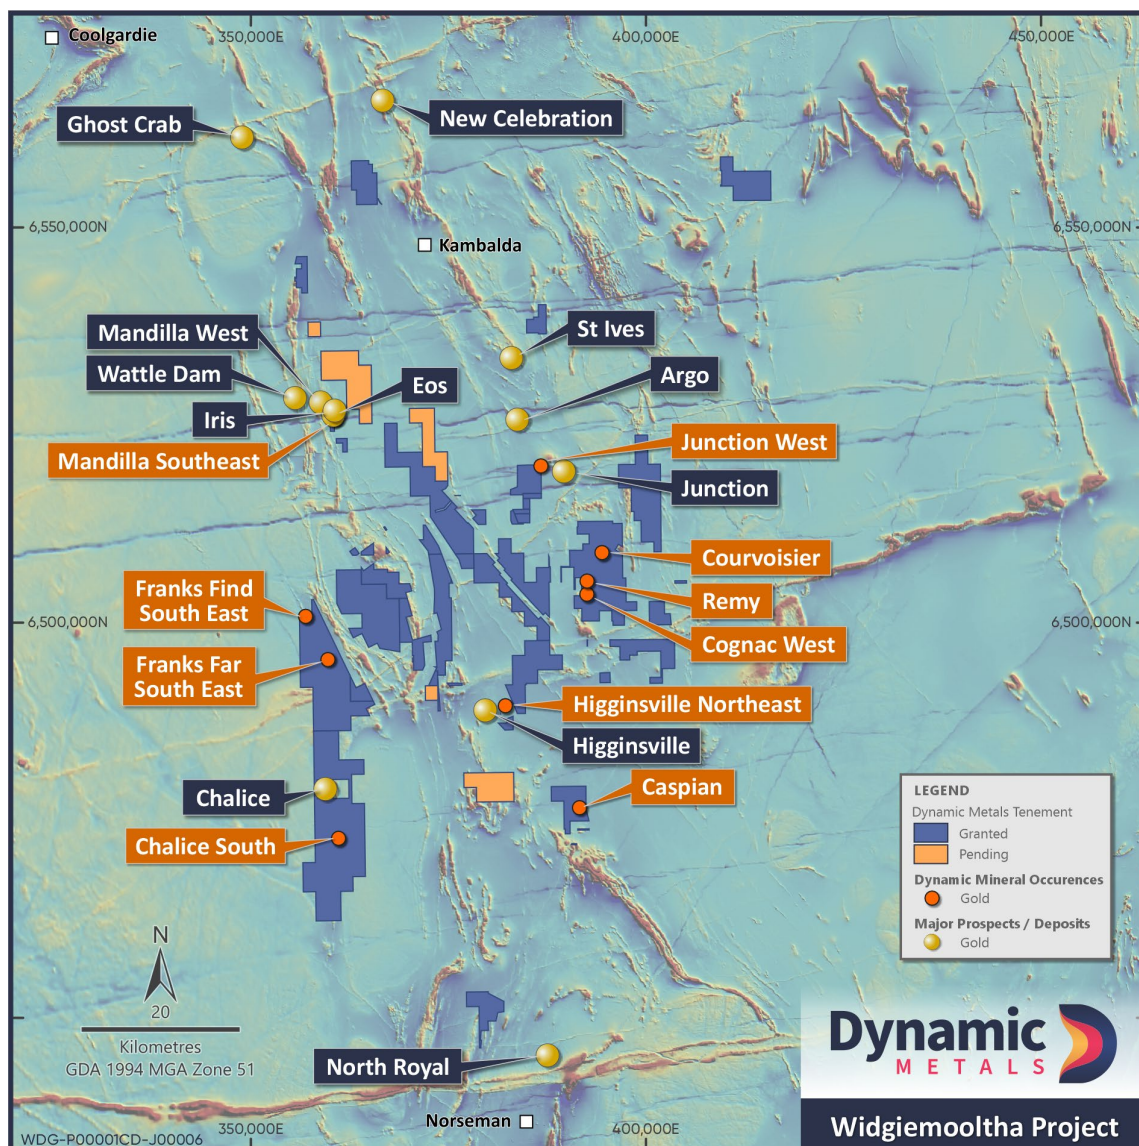 Coolgardie
350,000E
400,000E
450,000E
Ghost Crab
New Celebration
6,550,000N
6,550,000N
Kambalda
Mandilla West
St Ives
Wattle Dam
Eos
Argo
Iris
Mandilla Southeast
Junction West
Junction
Courvoisier
Franks Find
South East
Remy
6,500,000N
6,500,000N
Cognac West
Franks Far
South East
Higginsville Northeast
Higginsville
Chalice
Caspian
Chalice South
LEGEND
Dynamic Metals Tenement
Granted
Pending
Dynamic Mineral Occurences
Gold
Major Prospects / Deposits
Gold
N
20
Kilometres
GDA 1994 MGA Zone 51
North Royal
Dynamic
METALS
Norseman
350,000E
400,000E
WDG-P00001CD-J00006
Widgiemooltha Project